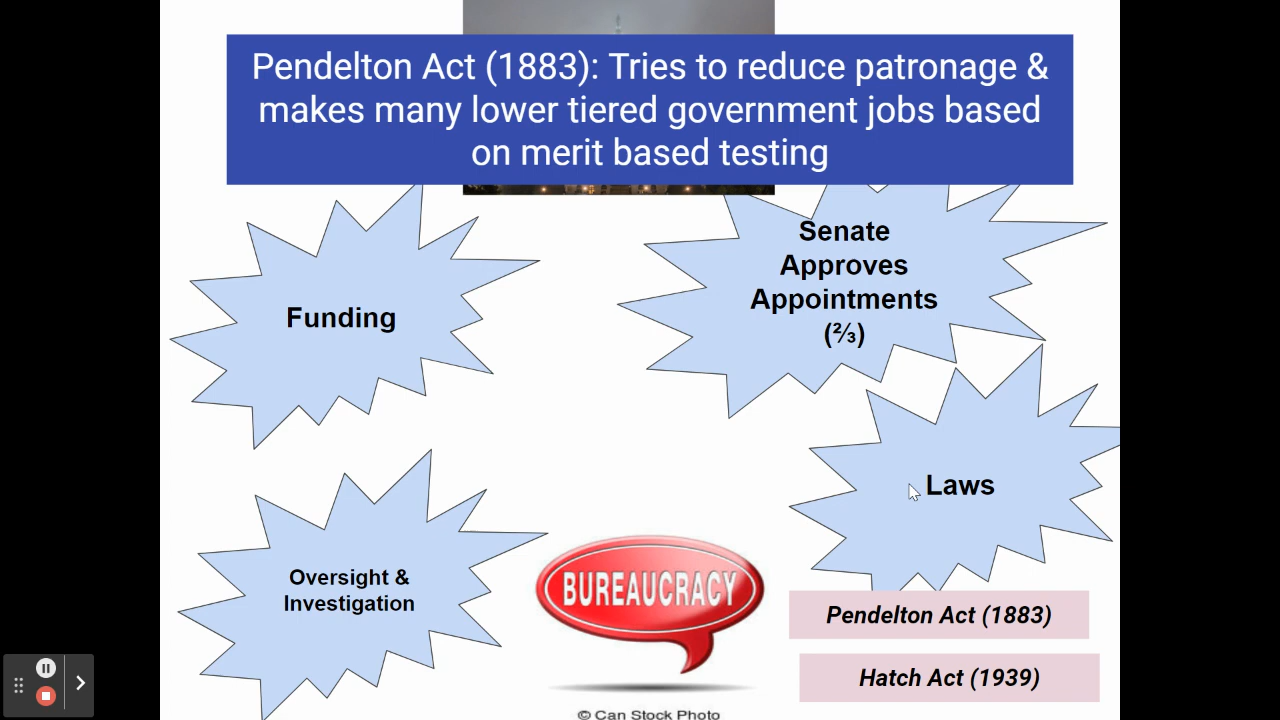 Pendelton Act (1883): Tries to reduce patronage &
makes many lower tiered government jobs based
on merit based testing
Funding
Senate
Approves
Appointments
(⅔)
Laws
Oversight &
Investigation
BUREAUCRACY
Pendelton Act (1883)
Hatch Act (1939)
© Can Stock Photo